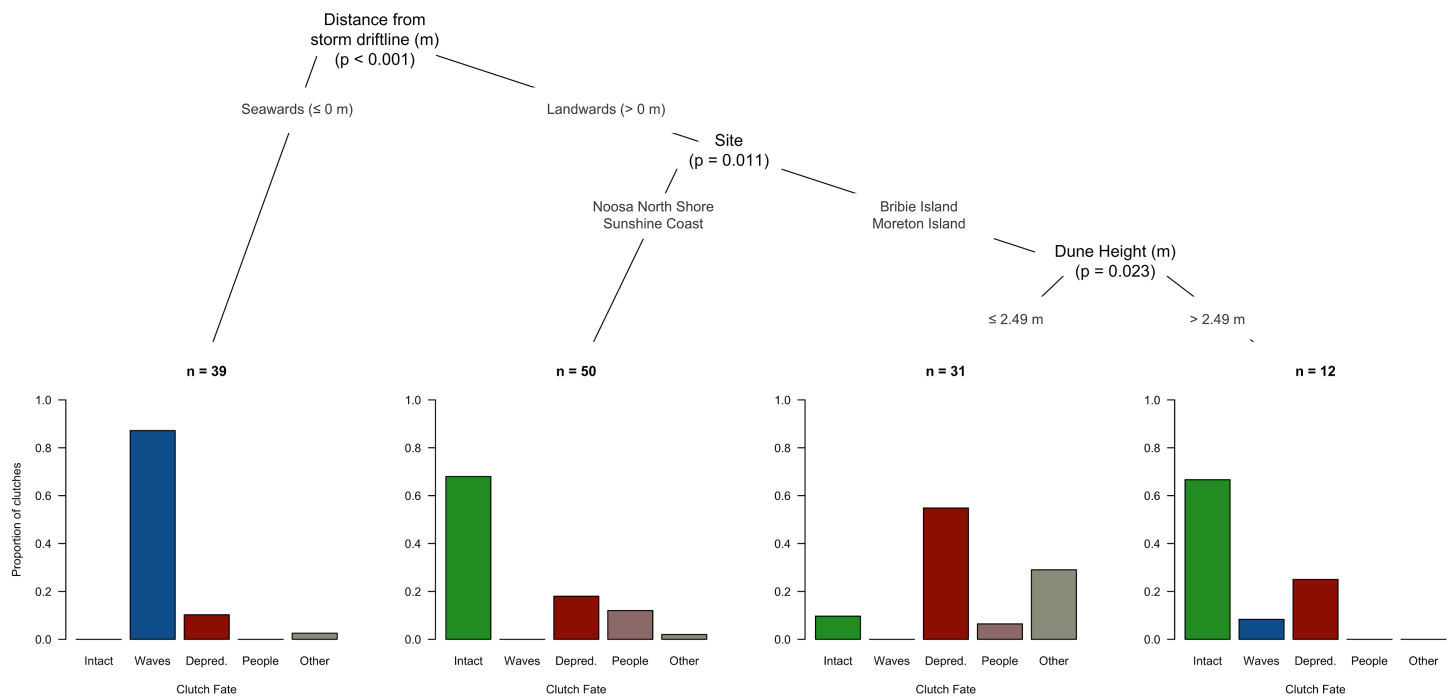 Distance from
storm driftline (m)
(p < 0.001)
Seawards (≤ 0 m)
Landwards (> 0 m)
Site
(p = 0.011)
Noosa North Shore
Sunshine Coast
Bribie Island
Moreton Island
Dune Height (m)
(p = 0.023)
≤ 2.49 m
> 2.49 m
n = 39
Proportion of clutches
1.0
0.8
0.6
0.4
0.2
0.0
Intact Waves Depred. People Other
Clutch Fate
n = 50
1.0
0.8
0.6
0.4
0.2
0.0
Intact Waves Depred. People Other
Clutch Fate
n = 31
1.0
0.8
0.6
0.4
0.2
0.0
Intact Waves Depred. People Other
Clutch Fate
n = 12
1.0
0.8
0.6
0.4
0.2
0.0
Intact Waves Depred. People Other
Clutch Fate